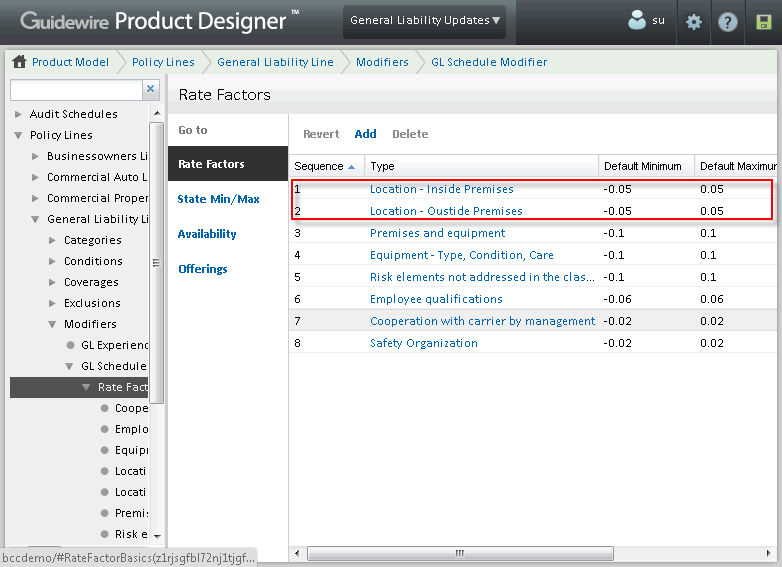 Guidewire Product Designer™
General Liability Updates ▾
su
Product Model
Policy Lines
General Liability Line
Modifiers
GL Schedule Modifier
Audit Schedules
Policy Lines
Businessowners Li
Commercial Auto L
Commercial Proper
General Liability Li
Categories
Conditions
Coverages
Exclusions
Modifiers
GL Experienc
GL Schedule
Rate Fact
Coope
Emplo
Equipr
Locati
Locati
Premis
Risk e
Rate Factors
Go to
Rate Factors
State Min/Max
Availability
Offerings
Revert Add Delete
Sequence Type Default Minimum Default Maximum
1 Location - Inside Premises -0.05 0.05
2 Location - Oustide Premises -0.05 0.05
3 Premises and equipment -0.1 0.1
4 Equipment - Type, Condition, Care -0.1 0.1
5 Risk elements not addressed in the clas... -0.1 0.1
6 Employee qualifications -0.06 0.06
7 Cooperation with carrier by management -0.02 0.02
8 Safety Organization -0.02 0.02
bccdemo/#RateFactorBasics(z1rjsgfbl72nj1tjgf...